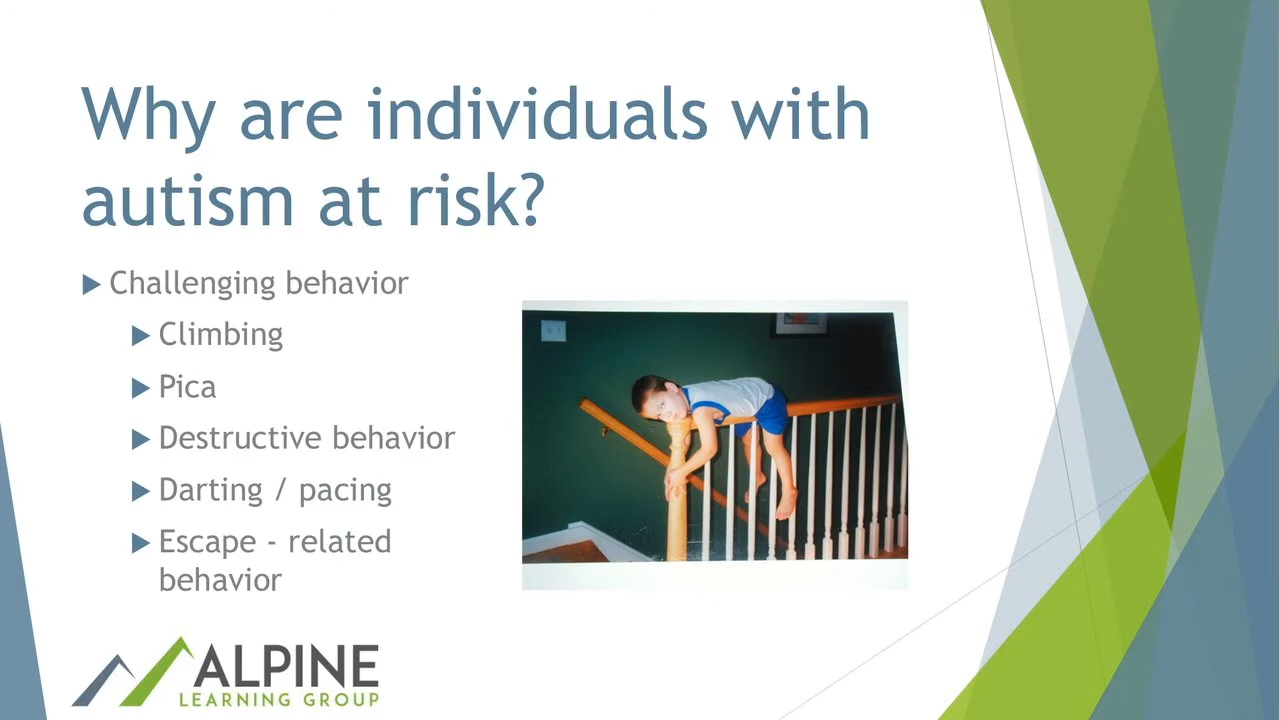 Why are individuals with
autism at risk?
Challenging behavior
Climbing
Pica
Destructive behavior
Darting / pacing
Escape - related
behavior
ALPINE
LEARNING GROUP